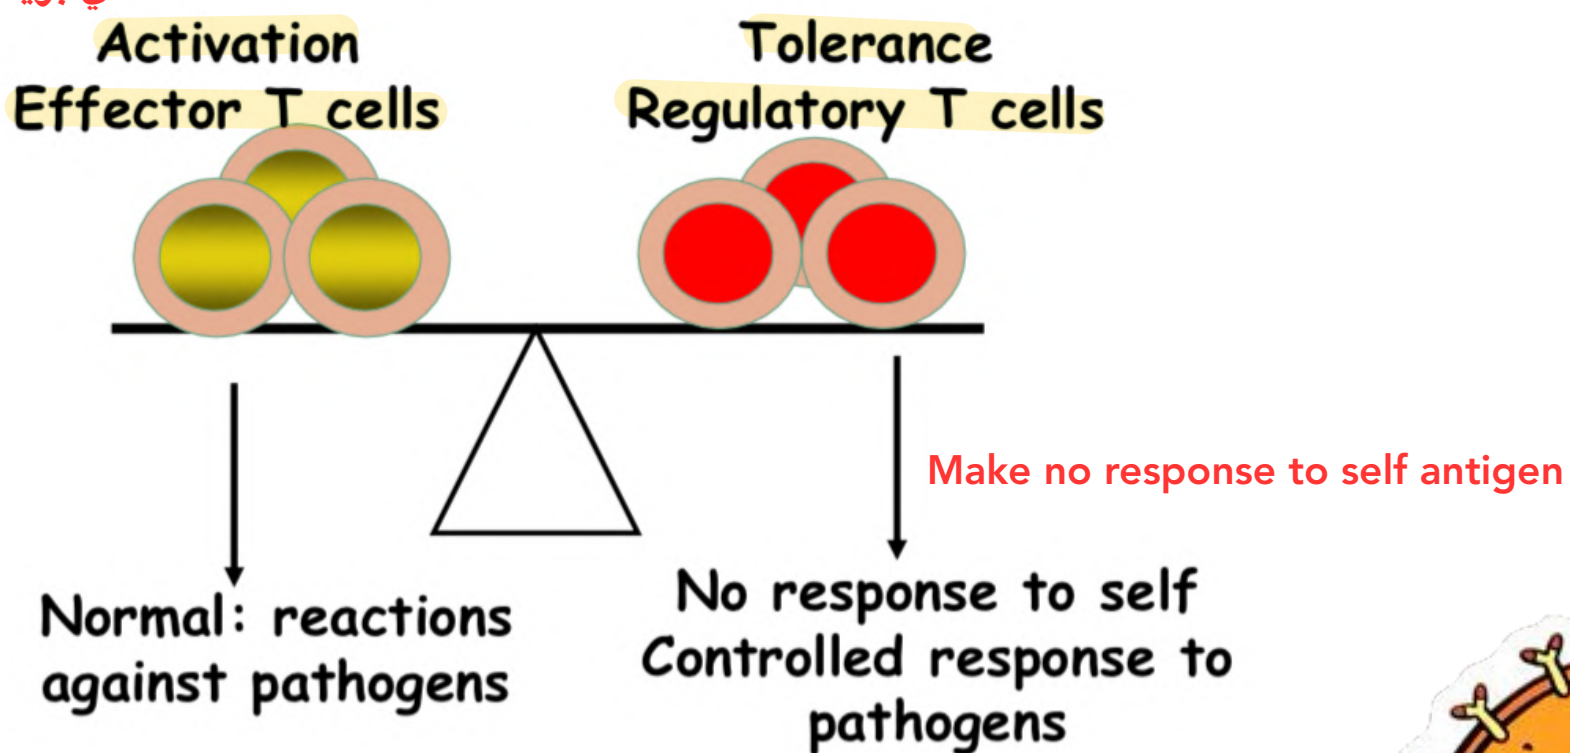 Activation
Effector T cells
Tolerance
Regulatory T cells
Make no response to self antigen
Normal: reactions
against pathogens
No response to self
Controlled response to
pathogens